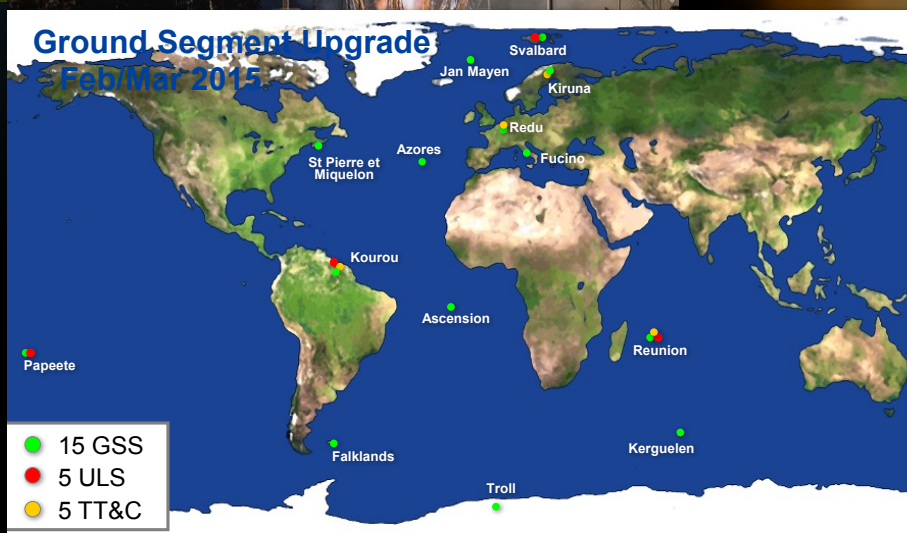 Ground Segment Upgrade
Feb/Mar 2015
Svalbard
Jan Mayen
Kiruna
Redu
Azores
Fucino
St Pierre et
Miquelon
Kourou
Ascension
Reunion
Papeete
Falklands
Kerguelen
Troll
15 GSS
5 ULS
5 TT&C